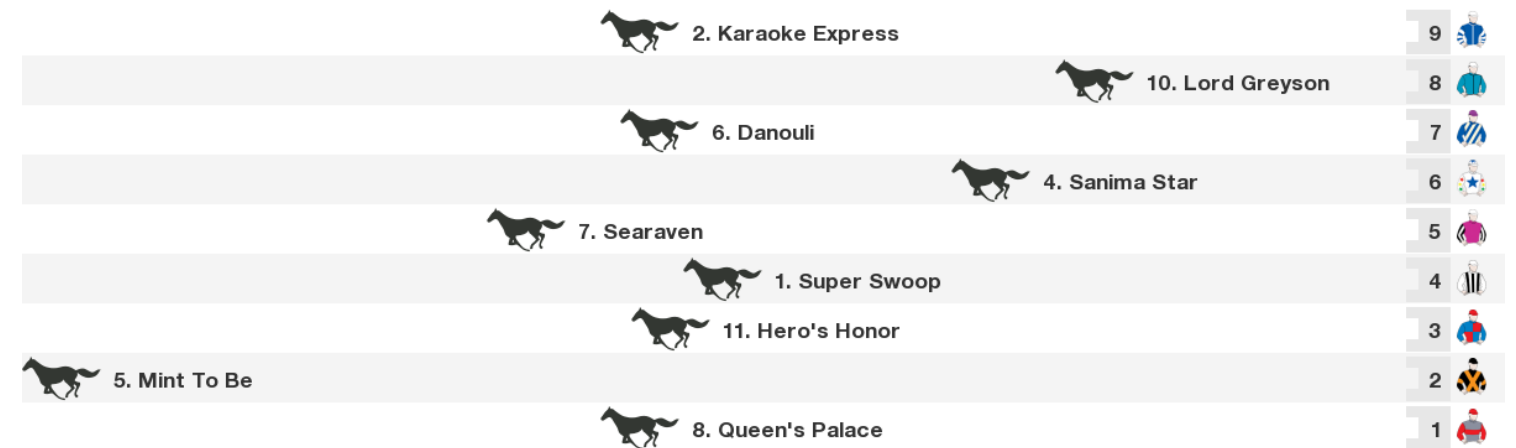 2. Karaoke Express 9
10. Lord Greyson 8
6. Danouli 7
4. Sanima Star 6
7. Searaven 5
1. Super Swoop 4
11. Hero's Honor 3
5. Mint To Be 2
8. Queen's Palace 1